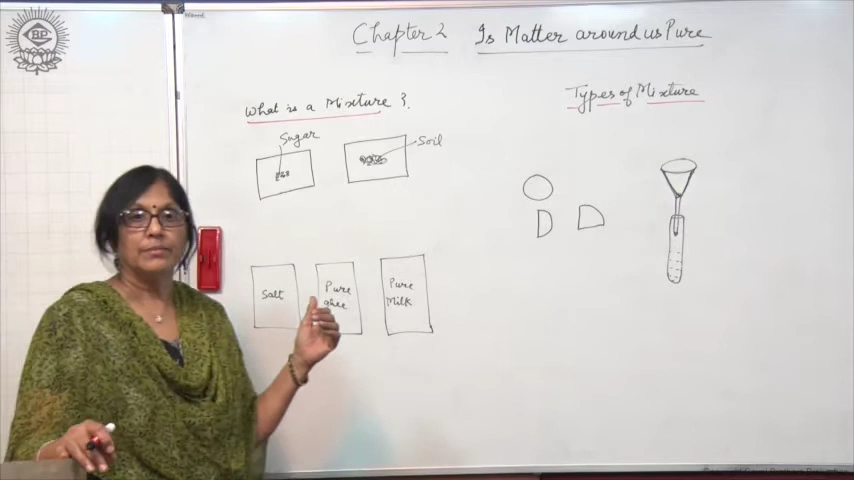 Chapter 2 Is Matter around us Pure
What is a Mixture ?
Types of Mixture
Sugar
Soil
Salt
Pure
ghee
Pure
Milk